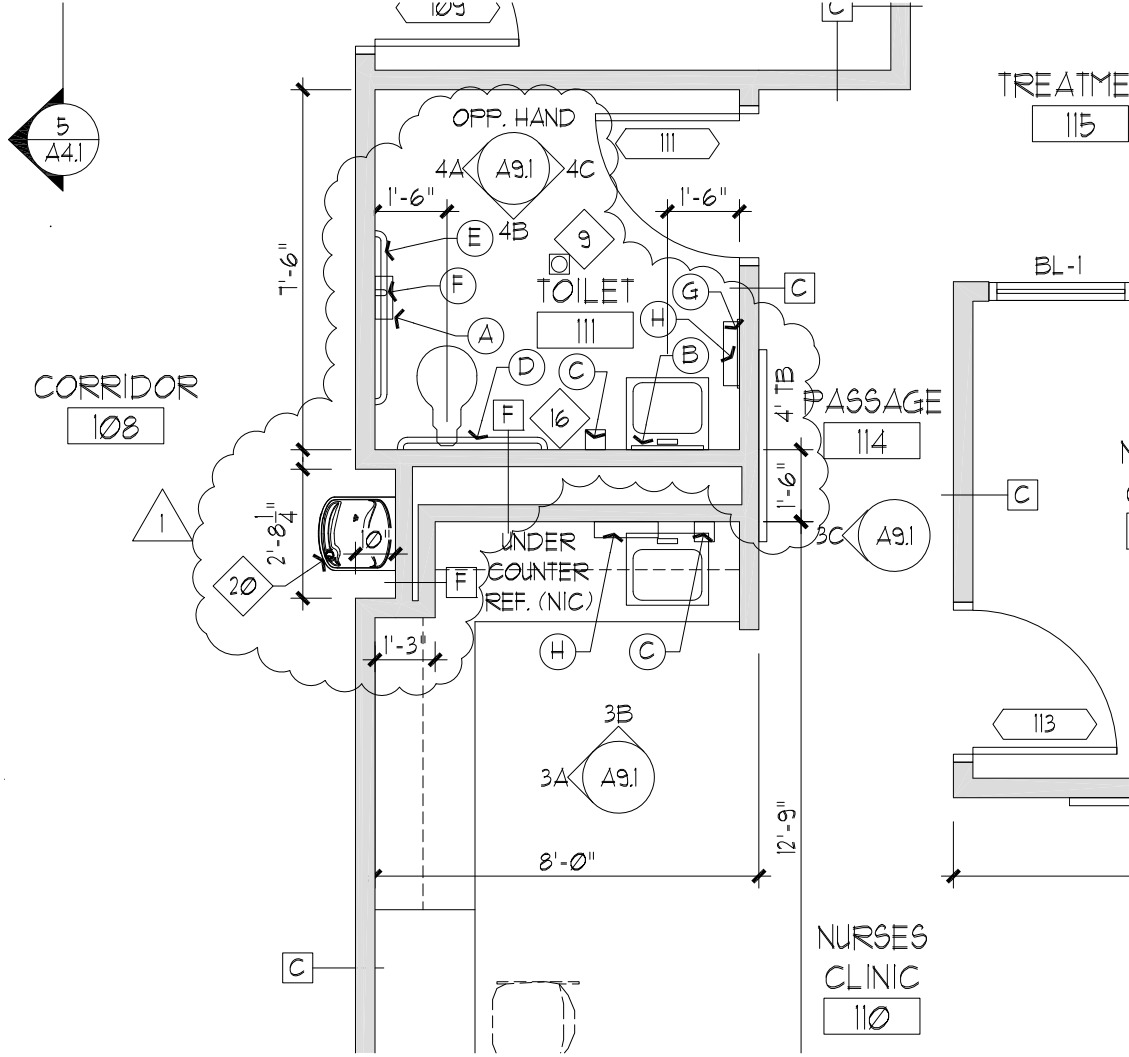 109
C
5
A4.1
OPP. HAND
TREATME
115
111
4A
A9.1
4C
4B
1'-6"
1'-6"
E
9
7'-6"
F
TOILET
111
G
C
BL-1
H
A
B
D
C
CORRIDOR
108
F
16
4' TB
PASSAGE
114
1'-6"
C
1
2'-8 1/4"
10"
20
UNDER
COUNTER
REF. (NIC)
F
3C
A9.1
1'-3"
H
C
3B
3A
A9.1
113
8'-0"
12'-9"
NURSES
CLINIC
110
C